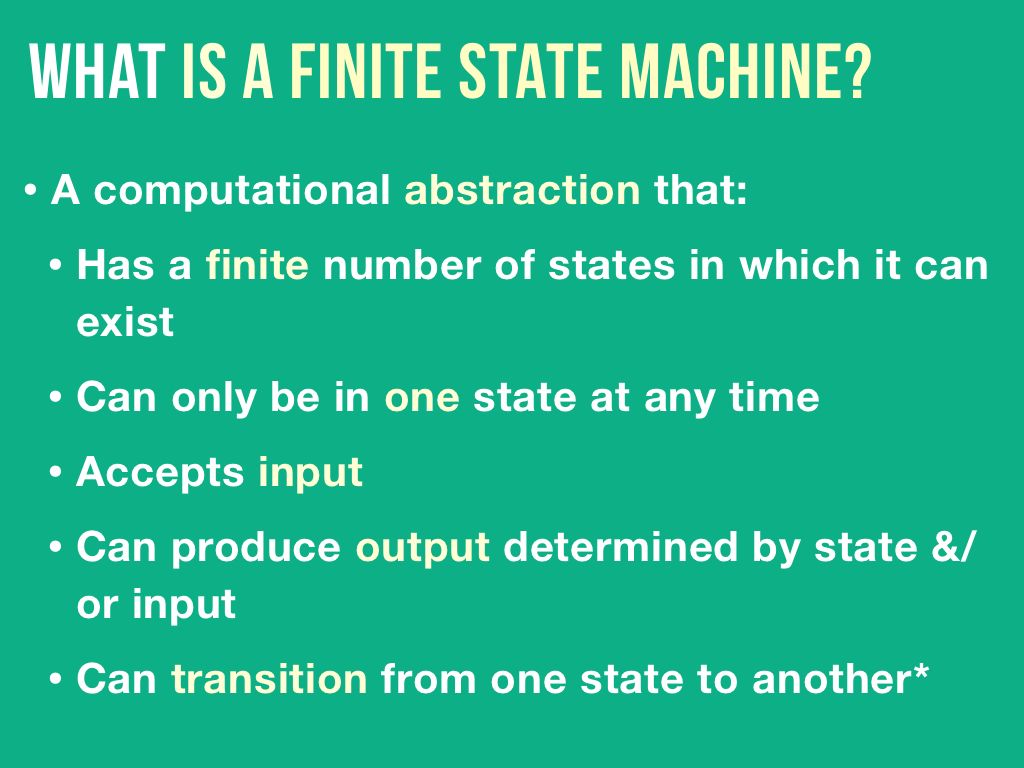 WHAT IS A FINITE STATE MACHINE?
• A computational abstraction that:
• Has a finite number of states in which it can
exist
• Can only be in one state at any time
• Accepts input
• Can produce output determined by state &/
or input
• Can transition from one state to another*